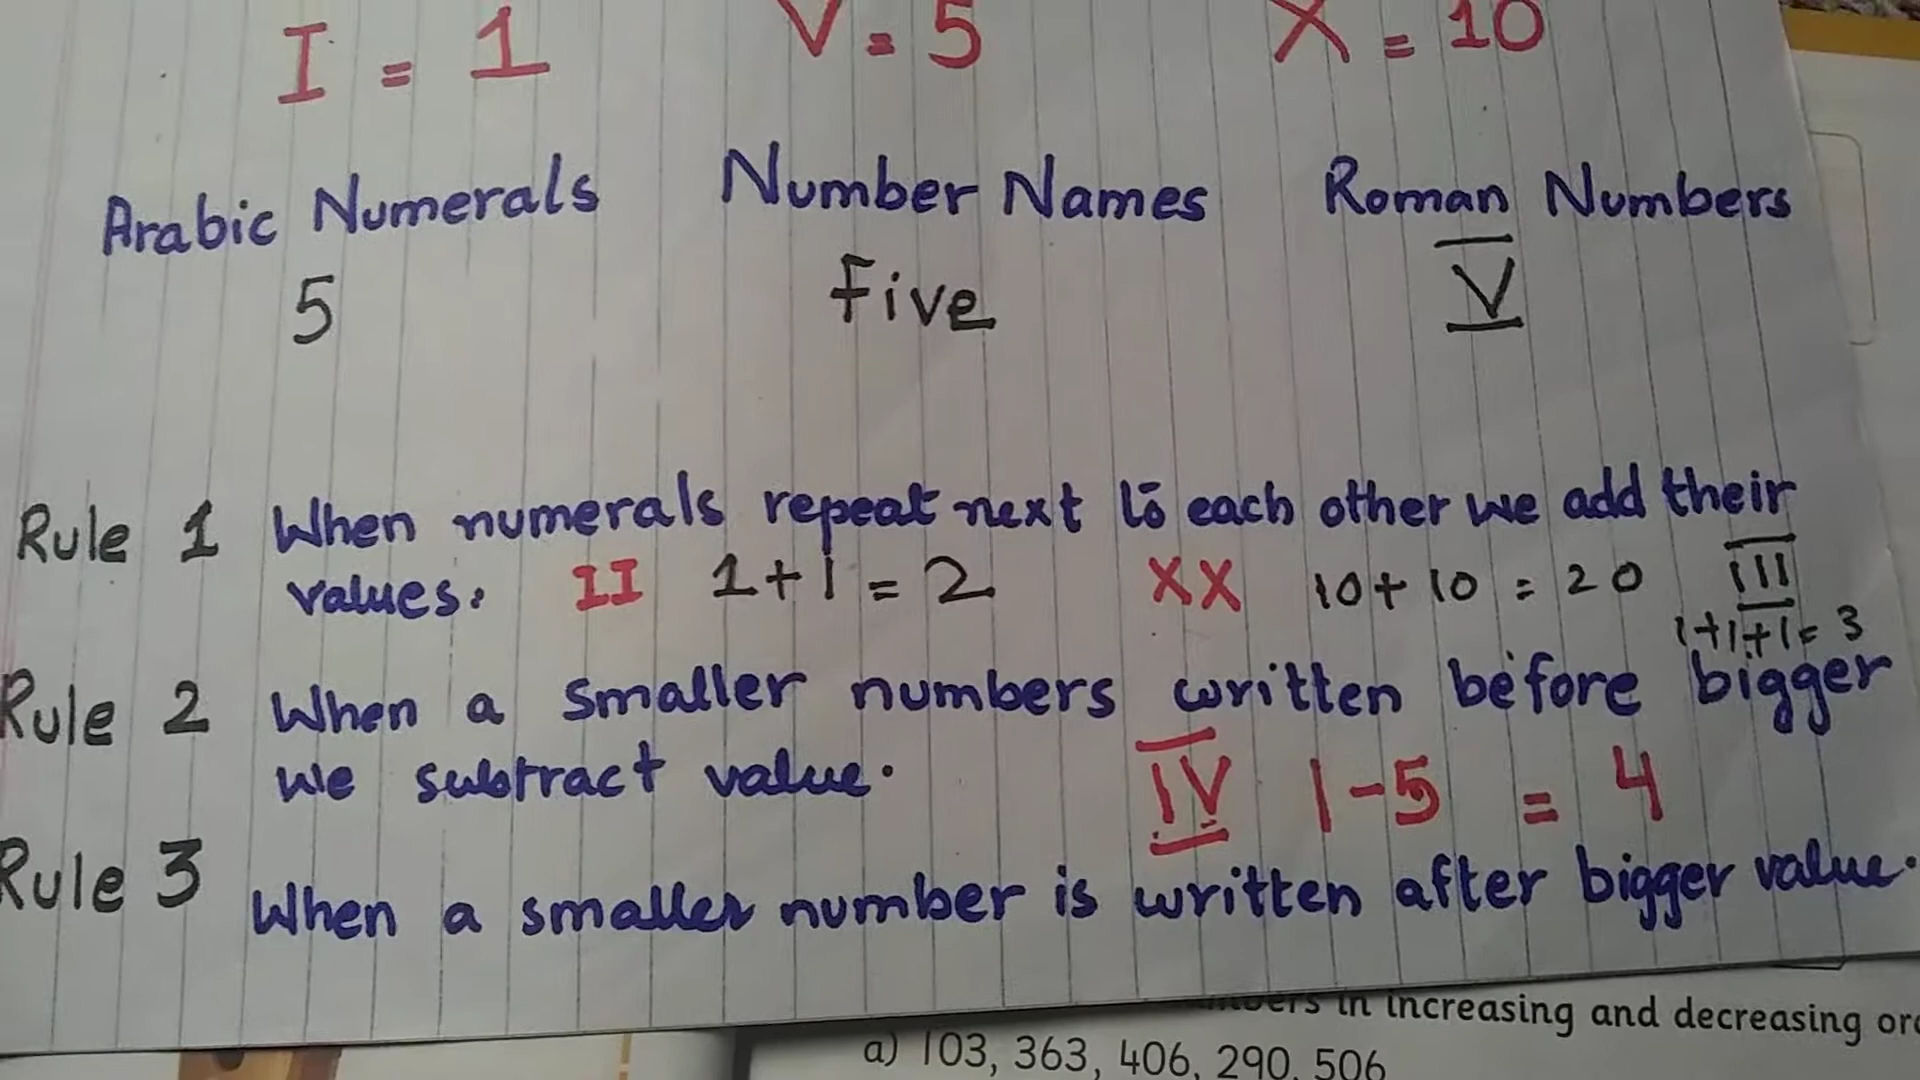 I = 1 V = 5 X = 10
Arabic Numerals Number Names Roman Numbers
5 five V
Rule 1 When numerals repeat next to each other we add their
values. II 1+1 = 2 XX 10+10 = 20 III
1+1+1= 3
Rule 2 When a smaller numbers written before bigger
we subtract value. IV 1-5 = 4
Rule 3 When a smaller number is written after bigger value.
in increasing and decreasing
a) 103, 363, 406, 290, 506